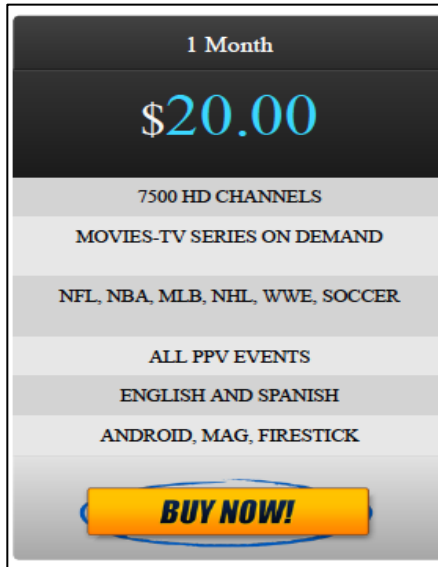 1 Month
$20.00
7500 HD CHANNELS
MOVIES-TV SERIES ON DEMAND
NFL, NBA, MLB, NHL, WWE, SOCCER
ALL PPV EVENTS
ENGLISH AND SPANISH
ANDROID, MAG, FIRESTICK
BUY NOW!